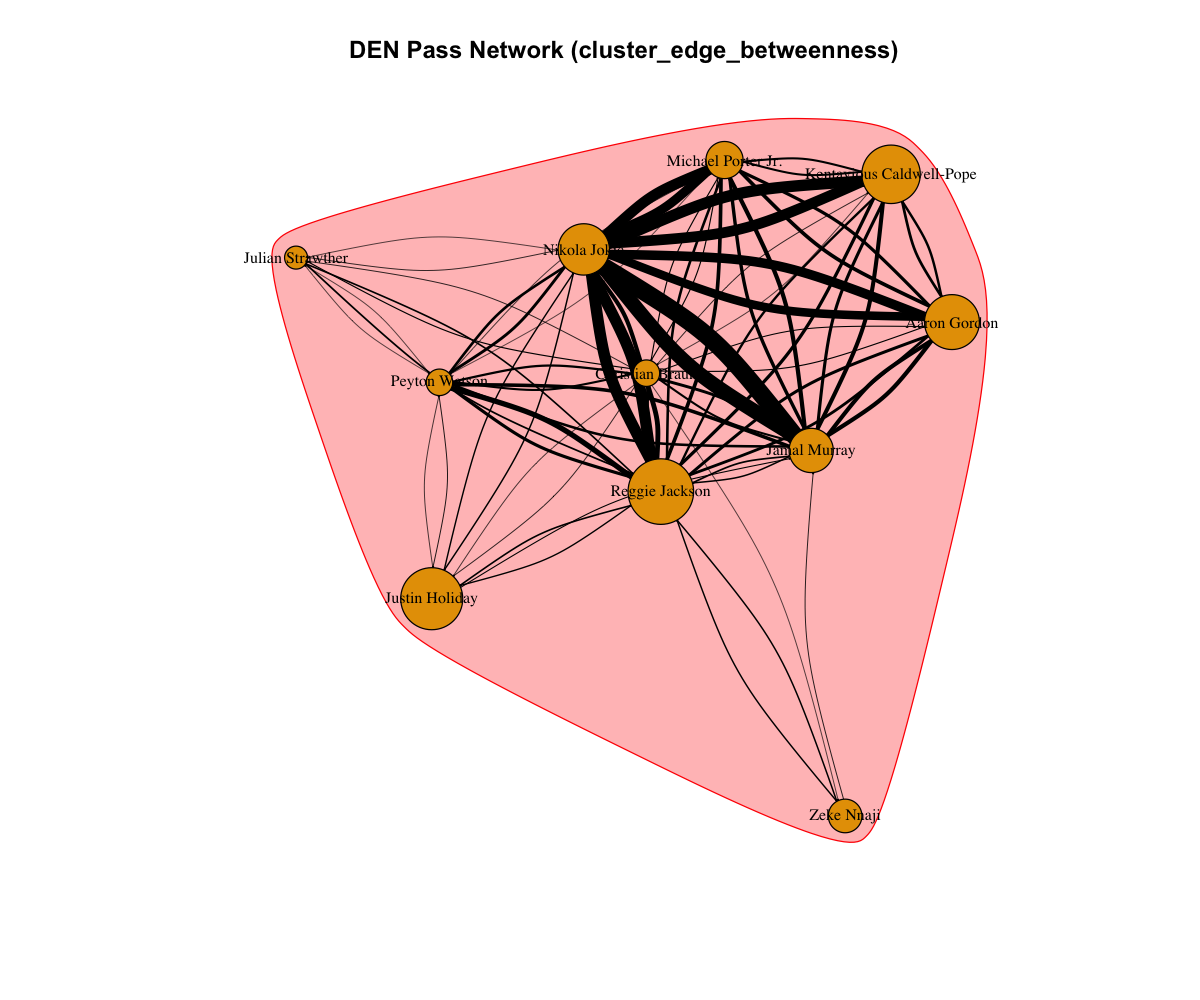 DEN Pass Network (cluster_edge_betweenness)
Michael Porter Jr.
Kentavious Caldwell-Pope
Nikola Jokic
Julian Strawther
Aaron Gordon
Peyton Watson
Christian Braun
Jamal Murray
Reggie Jackson
Justin Holiday
Zeke Nnaji